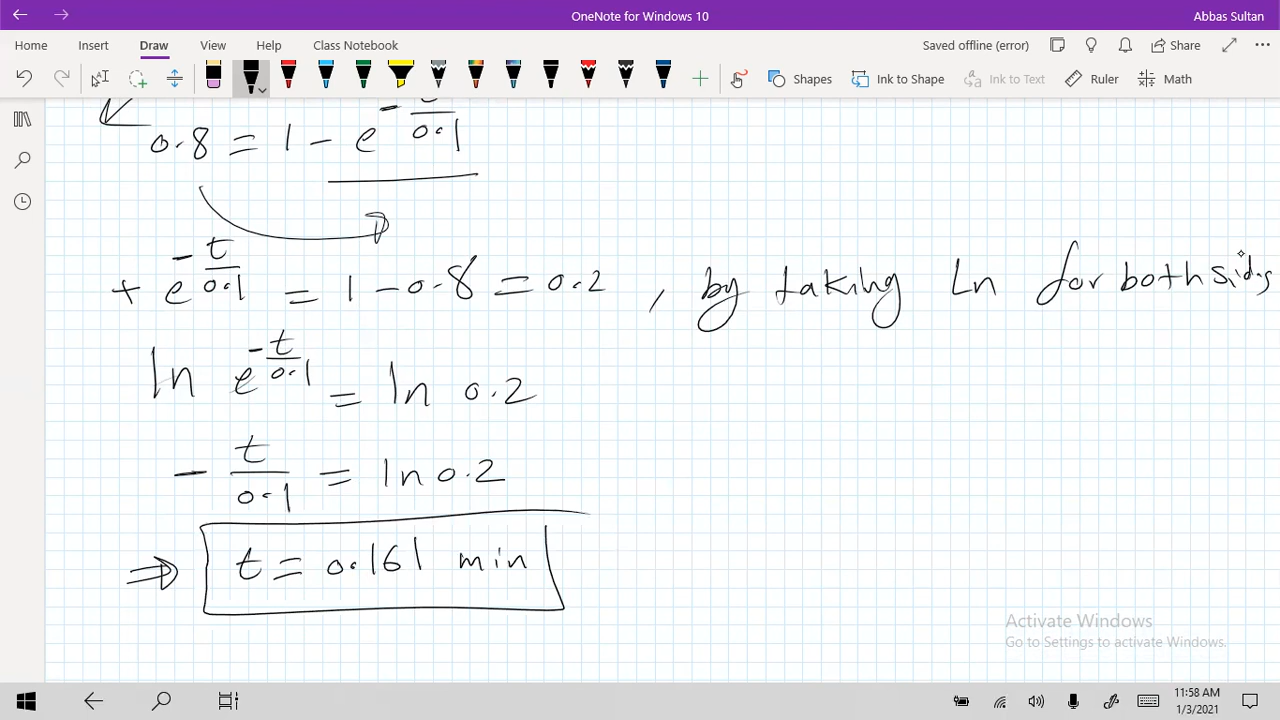 OneNote for Windows 10
Abbas Sultan
Home Insert Draw View Help Class Notebook
Saved offline (error)
Share
Shapes
Ink to Shape
Ink to Text
Ruler
Math
0.8 = 1 - e^-t/0.1
+ e^-t/0.1 = 1 - 0.8 = 0.2 , by taking Ln for both sides
ln e^-t/0.1 = ln 0.2
- t/0.1 = ln 0.2
⇒ t = 0.161 min
Activate Windows
Go to Settings to activate Windows.
11:58 AM
1/3/2021